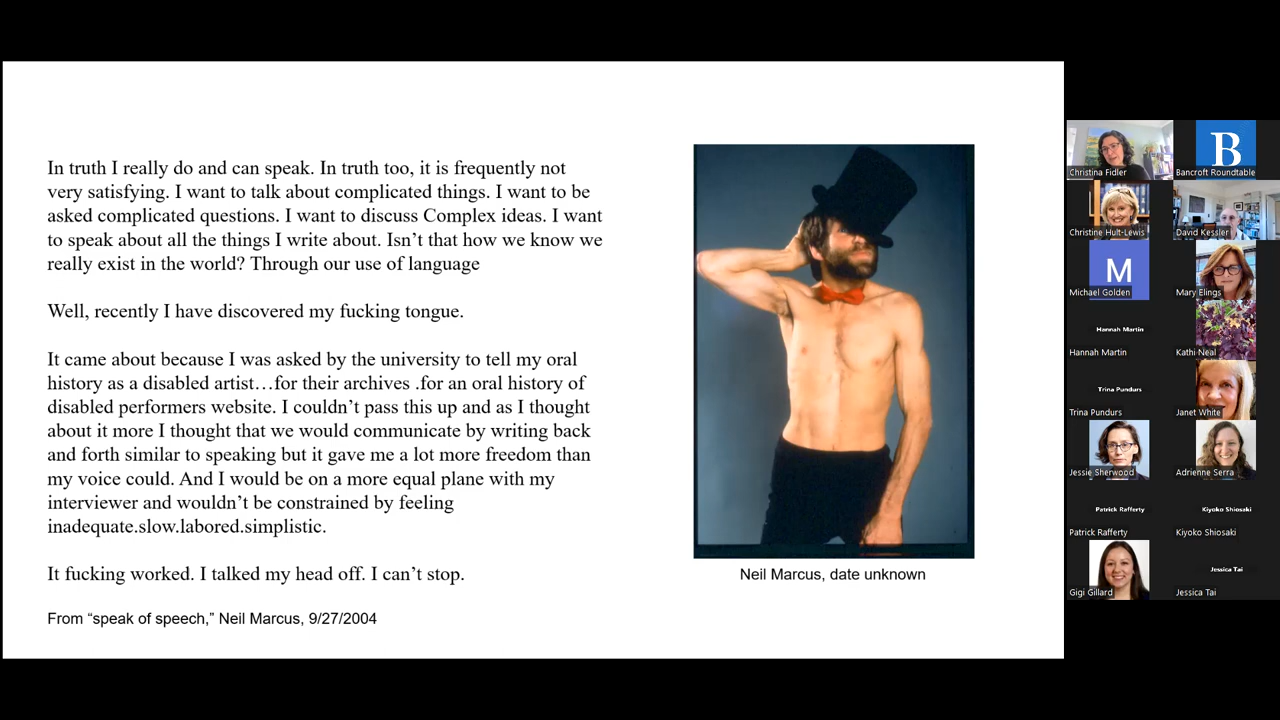 In truth I really do and can speak. In truth too, it is frequently not
very satisfying. I want to talk about complicated things. I want to be
asked complicated questions. I want to discuss Complex ideas. I want
to speak about all the things I write about. Isn’t that how we know we
really exist in the world? Through our use of language
Well, recently I have discovered my fucking tongue.
It came about because I was asked by the university to tell my oral
history as a disabled artist…for their archives .for an oral history of
disabled performers website. I couldn’t pass this up and as I thought
about it more I thought that we would communicate by writing back
and forth similar to speaking but it gave me a lot more freedom than
my voice could. And I would be on a more equal plane with my
interviewer and wouldn’t be constrained by feeling
inadequate.slow.labored.simplistic.
It fucking worked. I talked my head off. I can’t stop.
From “speak of speech,” Neil Marcus, 9/27/2004
Neil Marcus, date unknown
Christina Fidler
B
Bancroft Roundtable
Christine Hult-Lewis
David Kessler
M
Michael Golden
Mary Elings
Hannah Martin
Hannah Martin
Kathi Neal
Trina Pundurs
Trina Pundurs
Janet White
Jessie Sherwood
Adrienne Serra
Patrick Rafferty
Patrick Rafferty
Kiyoko Shiosaki
Kiyoko Shiosaki
Gigi Gillard
Jessica Tai
Jessica Tai